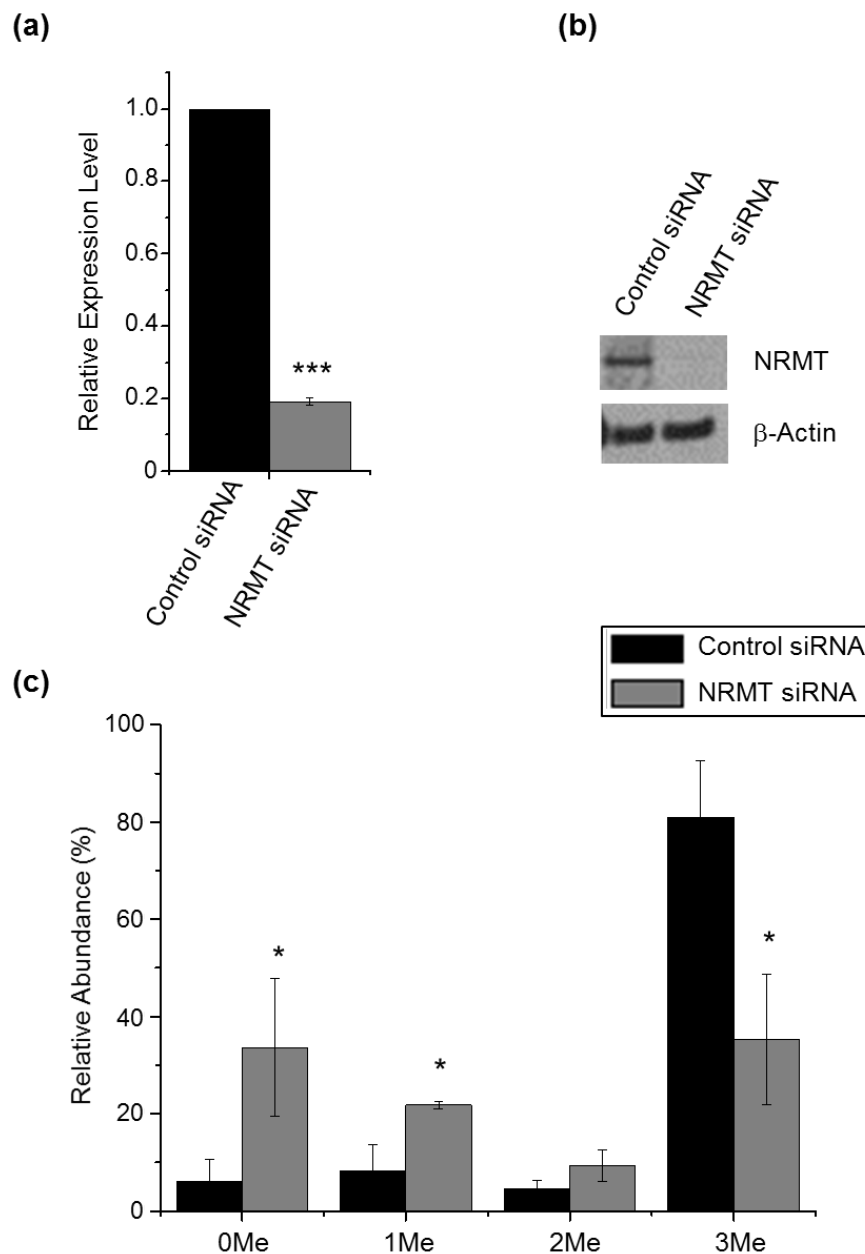 (a)
Relative Expression Level
1.0
0.8
0.6
0.4
0.2
0
***
Control siRNA
NRMT siRNA
(b)
Control siRNA
NRMT siRNA
NRMT
β-Actin
Control siRNA
NRMT siRNA
(c)
Relative Abundance (%)
100
80
60
40
20
0
*
*
*
0Me
1Me
2Me
3Me